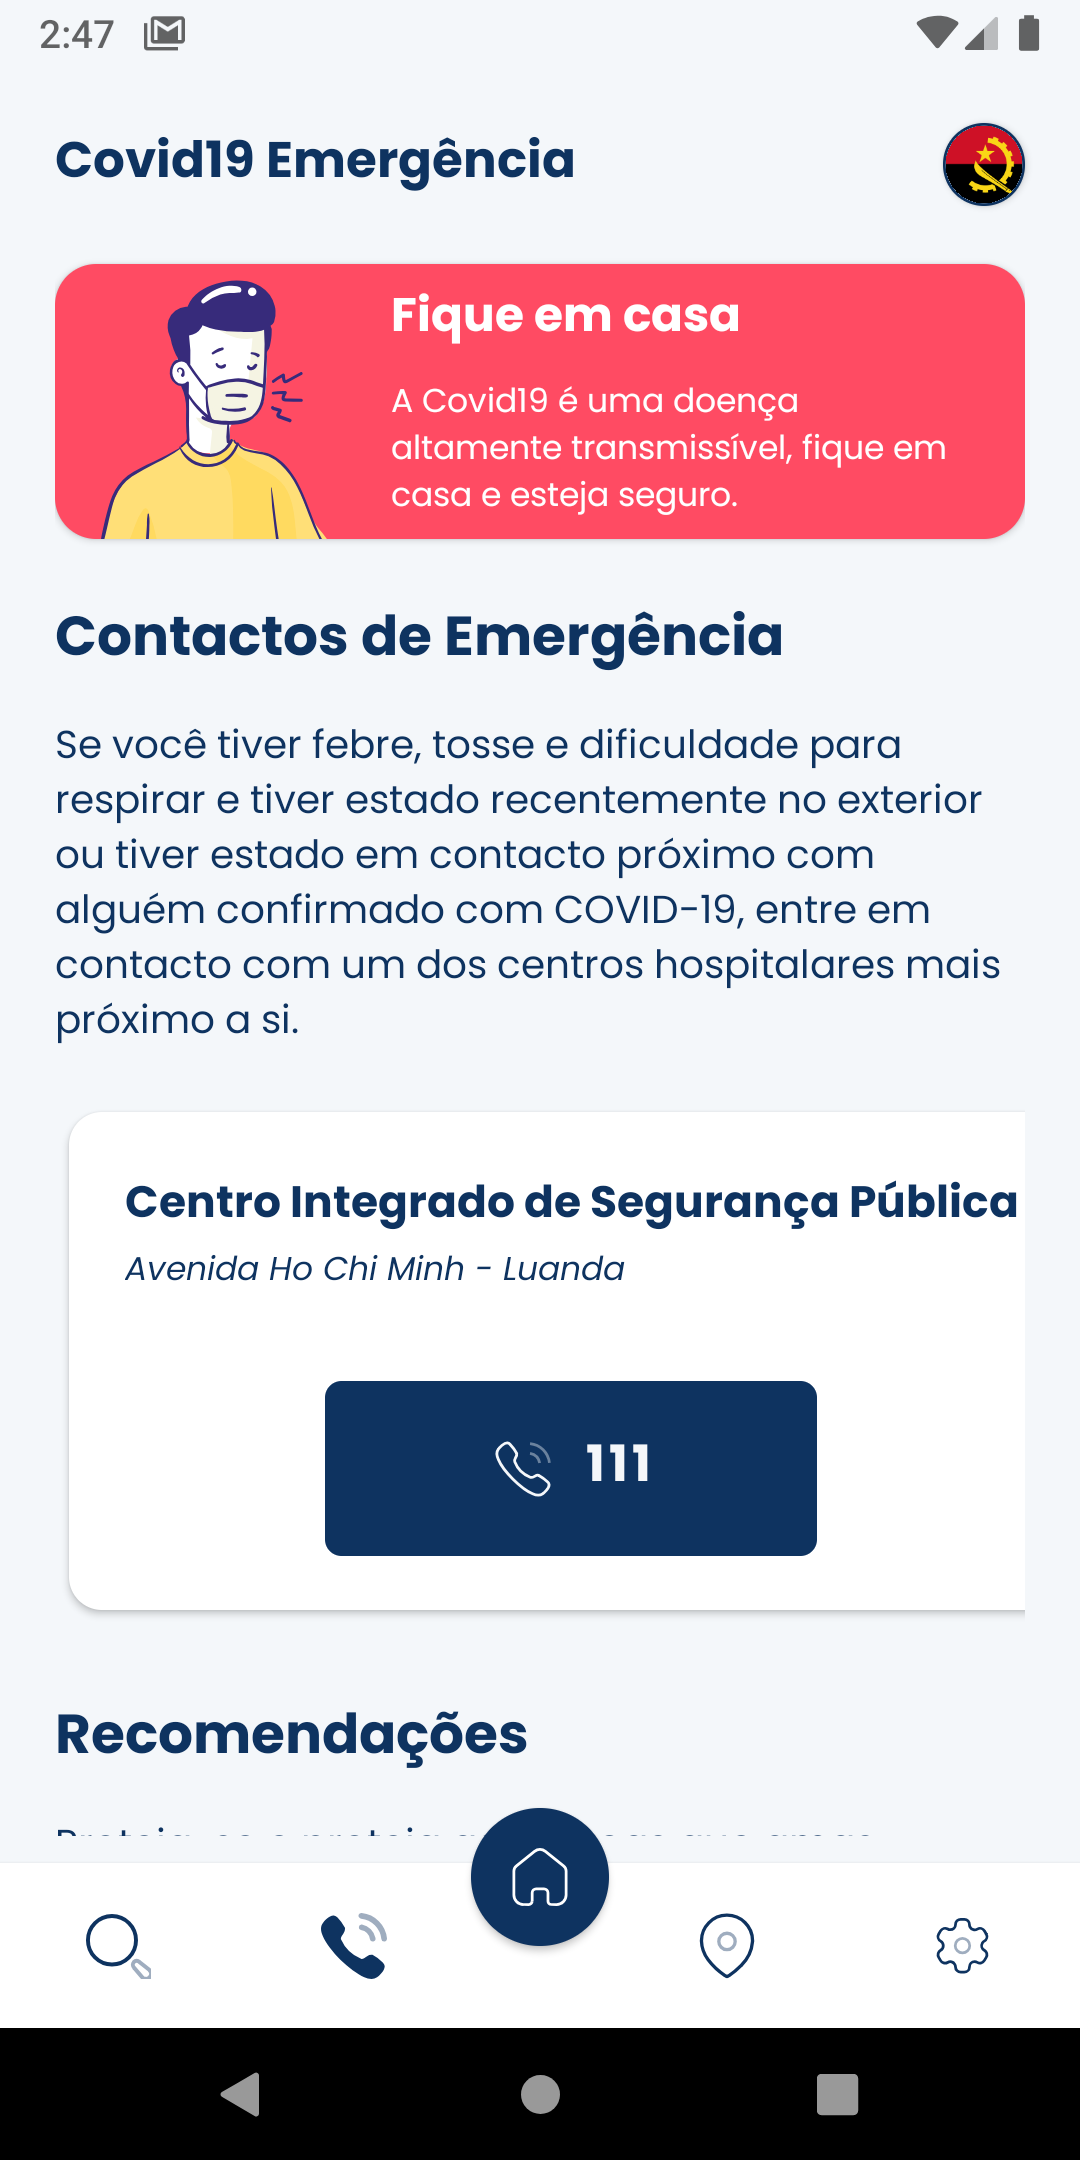 2:47
Covid19 Emergência
Fique em casa
A Covid19 é uma doença
altamente transmissível, fique em
casa e esteja seguro.
Contactos de Emergência
Se você tiver febre, tosse e dificuldade para
respirar e tiver estado recentemente no exterior
ou tiver estado em contacto próximo com
alguém confirmado com COVID-19, entre em
contacto com um dos centros hospitalares mais
próximo a si.
Centro Integrado de Segurança Pública
Avenida Ho Chi Minh - Luanda
111
Recomendações